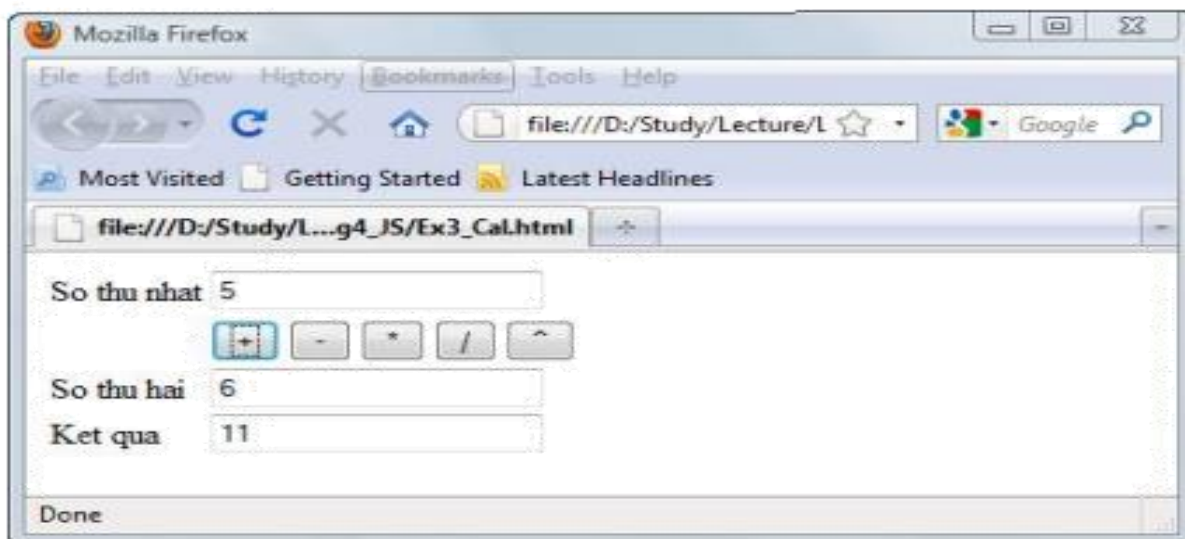 Mozilla Firefox
File Edit View History Bookmarks Tools Help
file:///D:/Study/Lecture/L Google
Most Visited Getting Started Latest Headlines
file:///D:/Study/L...g4_JS/Ex3_Cal.html
So thu nhat 5
+ - * / ^
So thu hai 6
Ket qua 11
Done